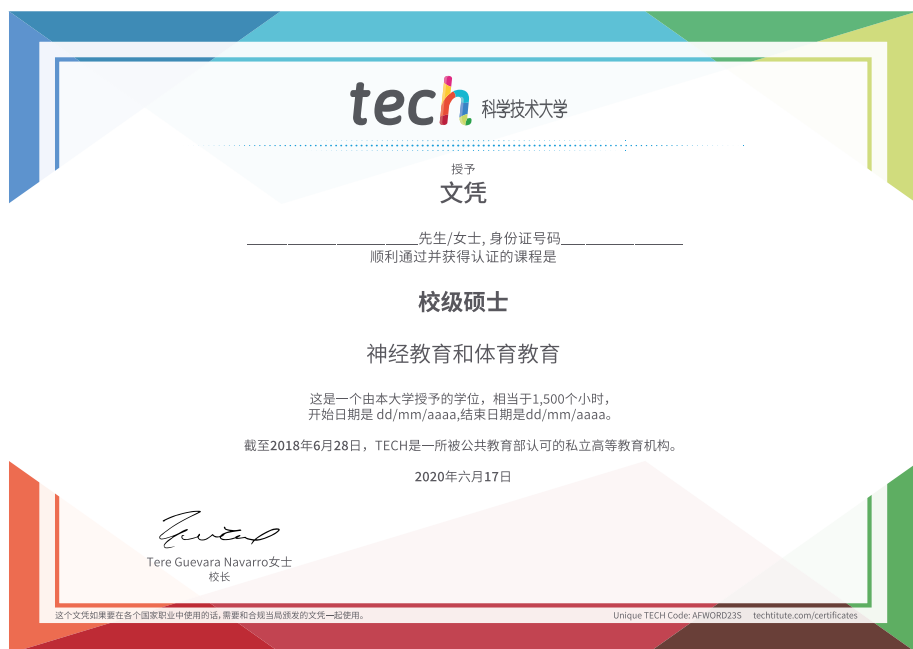 tech 科学技术大学
授予
文凭
先生/女士, 身份证号码
顺利通过并获得认证的课程是
校级硕士
神经教育和体育教育
这是一个由本大学授予的学位，相当于1,500个小时，
开始日期是 dd/mm/aaaa,结束日期是dd/mm/aaaa。
截至2018年6月28日，TECH是一所被公共教育部认可的私立高等教育机构。
2020年六月17日
Tere Guevara Navarro女士
校长
这个文凭如果要在各个国家职业中使用的话,需要和合规当局颁发的文凭一起使用。
Unique TECH Code: AFWORD23S techtitute.com/certificates